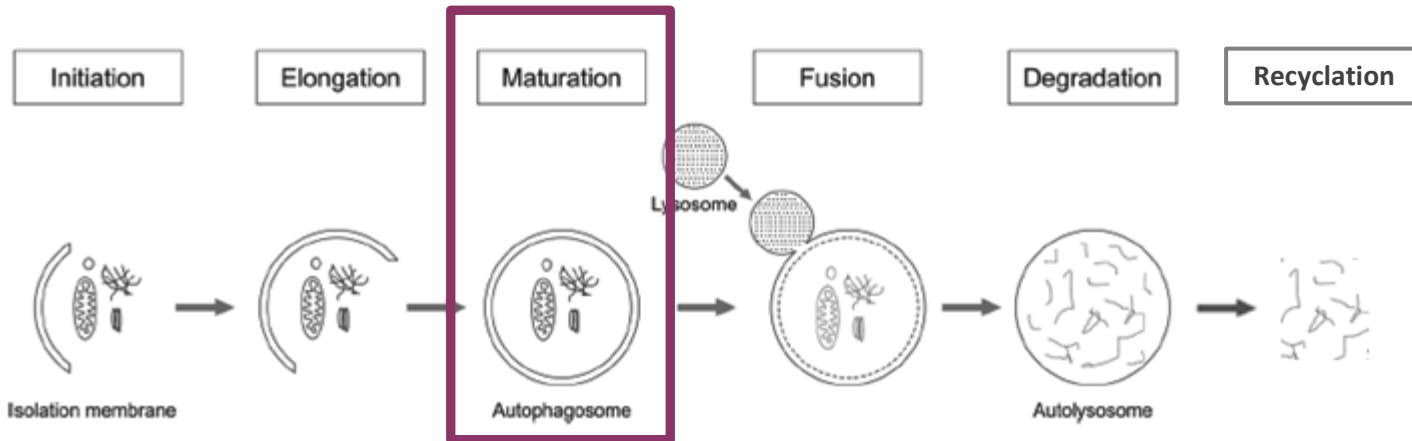 Initiation
Elongation
Maturation
Fusion
Degradation
Recyclation
Lysosome
Isolation membrane
Autophagosome
Autolysosome